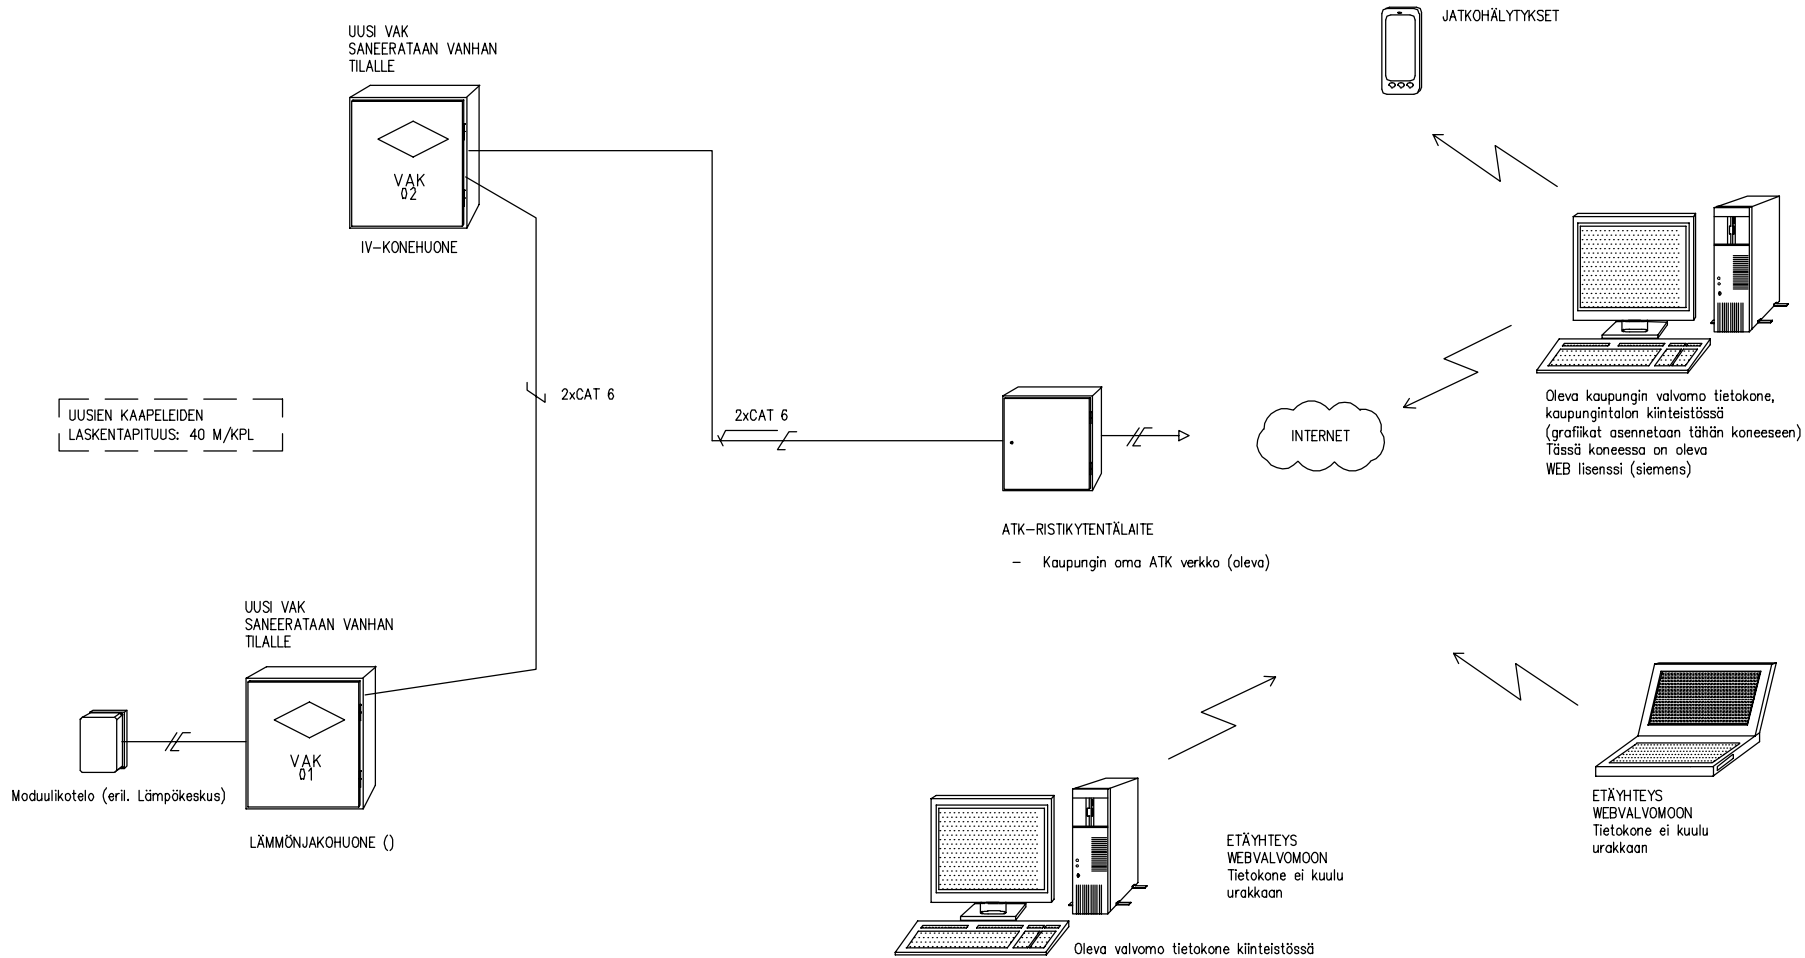 UUSI VAK
SANEERATAAN VANHAN
TILALLE
VAK
02
IV-KONEHUONE
JATKOHÄLYTYKSET
2xCAT 6
2xCAT 6
UUSIEN KAAPELEIDEN
LASKENTAPITUUS: 40 M/KPL
INTERNET
Oleva kaupungin valvomo tietokone,
kaupungintalon kiinteistössä
(grafiikat asennetaan tähän koneeseen)
Tässä koneessa on oleva
WEB lisenssi (siemens)
ATK-RISTIKYTENTÄLAITE
- Kaupungin oma ATK verkko (oleva)
UUSI VAK
SANEERATAAN VANHAN
TILALLE
VAK
01
Moduulikotelo (eril. Lämpökeskus)
LÄMMÖNJAKOHUONE ()
ETÄYHTEYS
WEBVALVOMOON
Tietokone ei kuulu
urakkaan
ETÄYHTEYS
WEBVALVOMOON
Tietokone ei kuulu
urakkaan
Oleva valvomo tietokone kiinteistössä